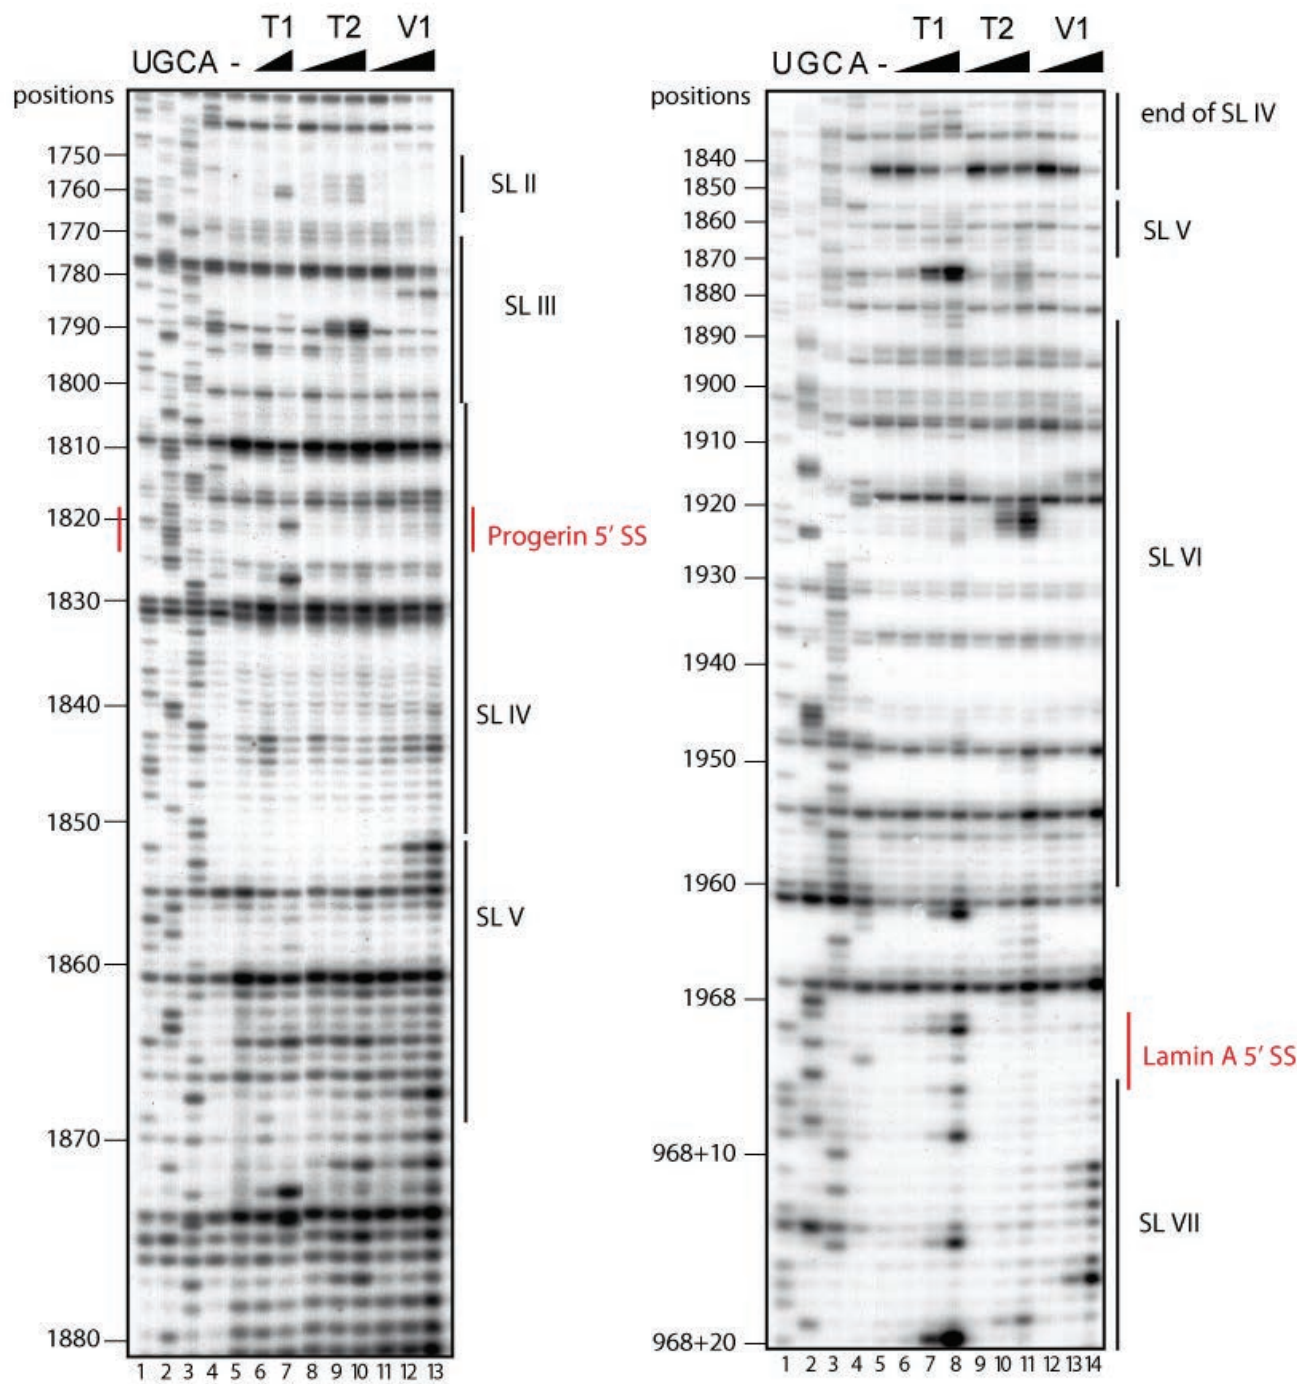 T1 T2 V1
UGCA -
positions
1750
1760
1770
1780
1790
1800
1810
1820
1830
1840
1850
1860
1870
1880
SL II
SL III
Progerin 5' SS
SL IV
SL V
1 2 3 4 5 6 7 8 9 10 11 12 13
T1 T2 V1
UGCA -
positions
1840
1850
1860
1870
1880
1890
1900
1910
1920
1930
1940
1950
1960
1968
968+10
968+20
end of SL IV
SL V
SL VI
Lamin A 5' SS
SL VII
1 2 3 4 5 6 7 8 9 10 11 12 13 14